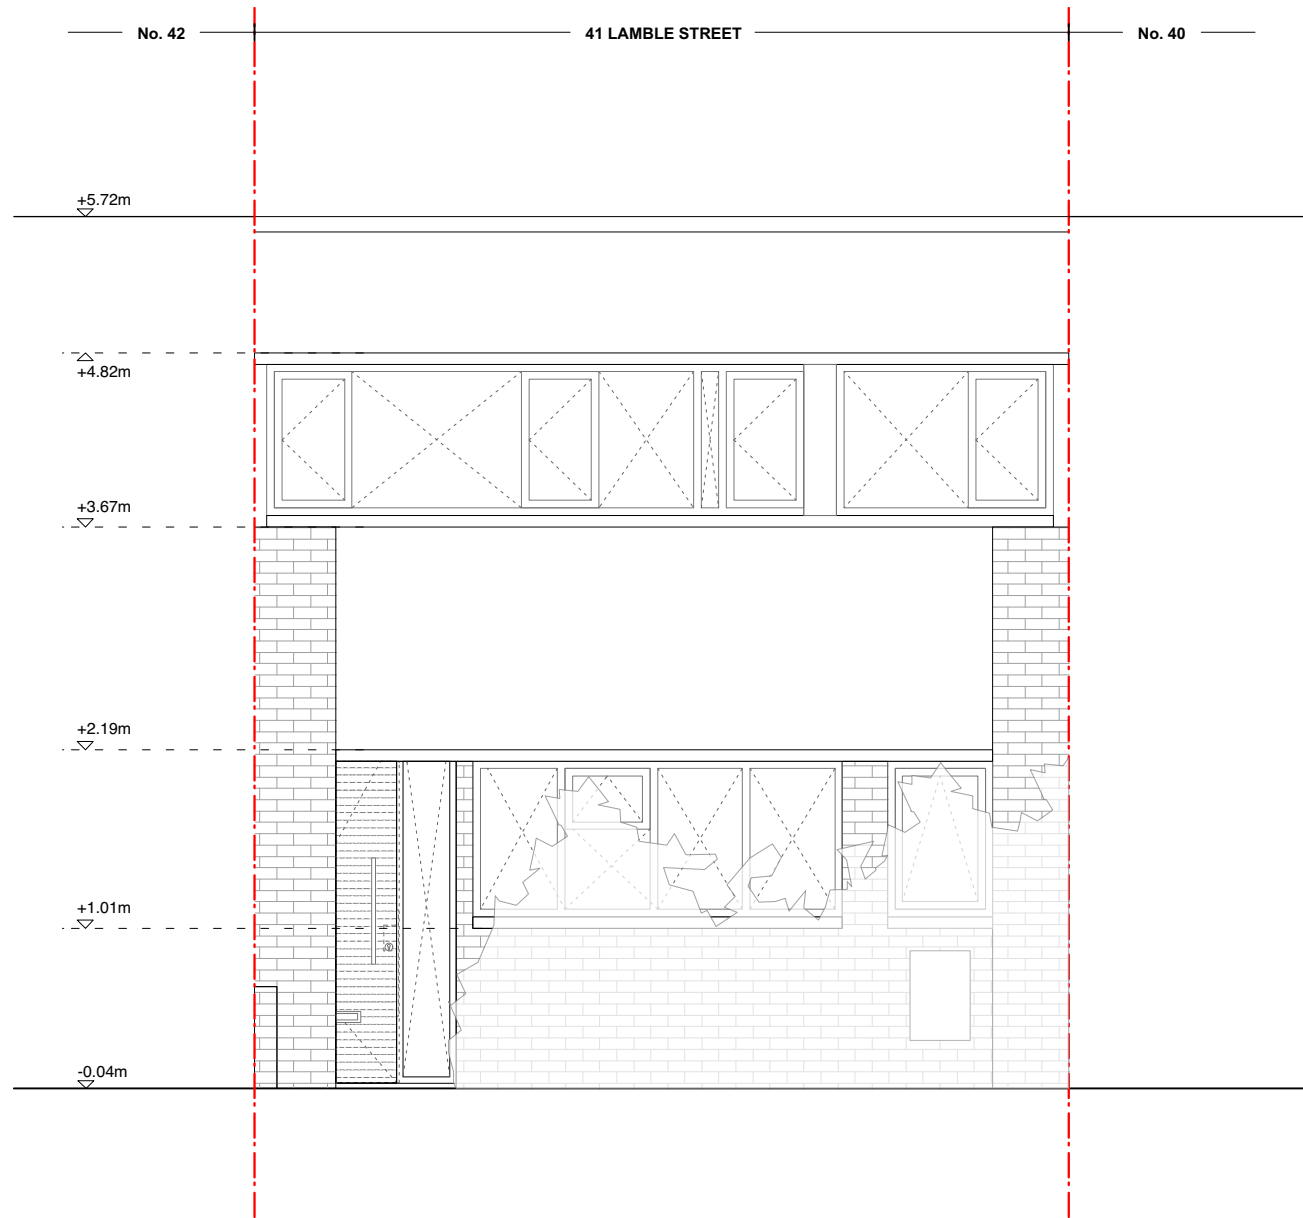 No. 42
41 LAMBLE STREET
No. 40
+5.72m
+4.82m
+3.67m
+2.19m
+1.01m
-0.04m